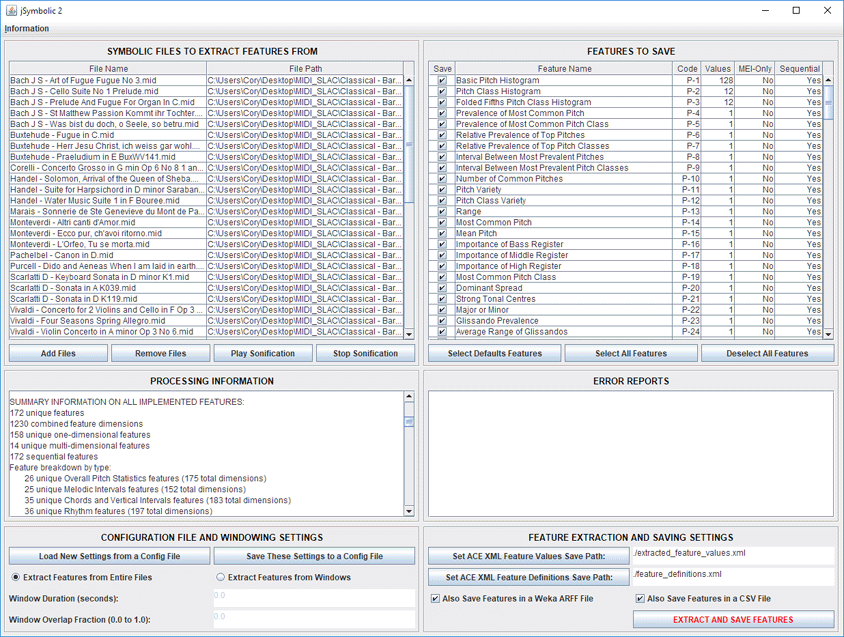 jSymbolic 2
Information
SYMBOLIC FILES TO EXTRACT FEATURES FROM
File Name File Path
Bach J S - Art of Fugue Fugue No 3.mid C:\Users\Cory\Desktop\MIDI_SLAC\Classical - Bar...
Bach J S - Cello Suite No 1 Prelude.mid C:\Users\Cory\Desktop\MIDI_SLAC\Classical - Bar...
Bach J S - Prelude And Fugue For Organ In C.mid C:\Users\Cory\Desktop\MIDI_SLAC\Classical - Bar...
Bach J S - St Matthew Passion Kommt ihr Tochter.... C:\Users\Cory\Desktop\MIDI_SLAC\Classical - Bar...
Bach J S - Was bist du doch, o Seele, so betru.mid C:\Users\Cory\Desktop\MIDI_SLAC\Classical - Bar...
Buxtehude - Fugue in C.mid C:\Users\Cory\Desktop\MIDI_SLAC\Classical - Bar...
Buxtehude - Herr Jesu Christ, ich weiss gar wohl.... C:\Users\Cory\Desktop\MIDI_SLAC\Classical - Bar...
Buxtehude - Praeludium in E BuxWV141.mid C:\Users\Cory\Desktop\MIDI_SLAC\Classical - Bar...
Corelli - Concerto Grosso in G min Op 6 No 8 1 an... C:\Users\Cory\Desktop\MIDI_SLAC\Classical - Bar...
Handel - Solomon, Arrival of the Queen of Sheba.... C:\Users\Cory\Desktop\MIDI_SLAC\Classical - Bar...
Handel - Suite for Harpsichord in D minor Saraban... C:\Users\Cory\Desktop\MIDI_SLAC\Classical - Bar...
Handel - Water Music Suite 1 in F Bouree.mid C:\Users\Cory\Desktop\MIDI_SLAC\Classical - Bar...
Marais - Sonnerie de Ste Genevieve du Mont de Pa... C:\Users\Cory\Desktop\MIDI_SLAC\Classical - Bar...
Monteverdi - Altri canti d'Amor.mid C:\Users\Cory\Desktop\MIDI_SLAC\Classical - Bar...
Monteverdi - Ecco pur, ch'avoi ritorno.mid C:\Users\Cory\Desktop\MIDI_SLAC\Classical - Bar...
Monteverdi - L'Orfeo, Tu se morta.mid C:\Users\Cory\Desktop\MIDI_SLAC\Classical - Bar...
Pachelbel - Canon in D.mid C:\Users\Cory\Desktop\MIDI_SLAC\Classical - Bar...
Purcell - Dido and Aeneas When I am laid in earth.... C:\Users\Cory\Desktop\MIDI_SLAC\Classical - Bar...
Scarlatti D - Keyboard Sonata in D minor K1.mid C:\Users\Cory\Desktop\MIDI_SLAC\Classical - Bar...
Scarlatti D - Sonata in A K039.mid C:\Users\Cory\Desktop\MIDI_SLAC\Classical - Bar...
Scarlatti D - Sonata in D K119.mid C:\Users\Cory\Desktop\MIDI_SLAC\Classical - Bar...
Vivaldi - Concerto for 2 Violins and Cello in F Op 3 ... C:\Users\Cory\Desktop\MIDI_SLAC\Classical - Bar...
Vivaldi - Four Seasons Spring Allegro.mid C:\Users\Cory\Desktop\MIDI_SLAC\Classical - Bar...
Vivaldi - Violin Concerto in A minor Op 3 No 6.mid C:\Users\Cory\Desktop\MIDI_SLAC\Classical - Bar...
Add Files Remove Files Play Sonification Stop Sonification
FEATURES TO SAVE
Save Feature Name Code Values MEI-Only Sequential
Basic Pitch Histogram P-1 128 No Yes
Pitch Class Histogram P-2 12 No Yes
Folded Fifths Pitch Class Histogram P-3 12 No Yes
Prevalence of Most Common Pitch P-4 1 No Yes
Prevalence of Most Common Pitch Class P-5 1 No Yes
Relative Prevalence of Top Pitches P-6 1 No Yes
Relative Prevalence of Top Pitch Classes P-7 1 No Yes
Interval Between Most Prevalent Pitches P-8 1 No Yes
Interval Between Most Prevalent Pitch Classes P-9 1 No Yes
Number of Common Pitches P-10 1 No Yes
Pitch Variety P-11 1 No Yes
Pitch Class Variety P-12 1 No Yes
Range P-13 1 No Yes
Most Common Pitch P-14 1 No Yes
Mean Pitch P-15 1 No Yes
Importance of Bass Register P-16 1 No Yes
Importance of Middle Register P-17 1 No Yes
Importance of High Register P-18 1 No Yes
Most Common Pitch Class P-19 1 No Yes
Dominant Spread P-20 1 No Yes
Strong Tonal Centres P-21 1 No Yes
Major or Minor P-22 1 No Yes
Glissando Prevalence P-23 1 No Yes
Average Range of Glissandos P-24 1 No Yes
Select Defaults Features Select All Features Deselect All Features
PROCESSING INFORMATION
SUMMARY INFORMATION ON ALL IMPLEMENTED FEATURES:
172 unique features
1230 combined feature dimensions
158 unique one-dimensional features
14 unique multi-dimensional features
172 sequential features
Feature breakdown by type:
26 unique Overall Pitch Statistics features (175 total dimensions)
25 unique Melodic Intervals features (152 total dimensions)
35 unique Chords and Vertical Intervals features (183 total dimensions)
36 unique Rhythm features (197 total dimensions)
ERROR REPORTS
CONFIGURATION FILE AND WINDOWING SETTINGS
Load New Settings from a Config File Save These Settings to a Config File
Extract Features from Entire Files Extract Features from Windows
Window Duration (seconds): 0.0
Window Overlap Fraction (0.0 to 1.0): 0.0
FEATURE EXTRACTION AND SAVING SETTINGS
Set ACE XML Feature Values Save Path: ./extracted_feature_values.xml
Set ACE XML Feature Definitions Save Path: ./feature_definitions.xml
Also Save Features in a Weka ARFF File Also Save Features in a CSV File
EXTRACT AND SAVE FEATURES